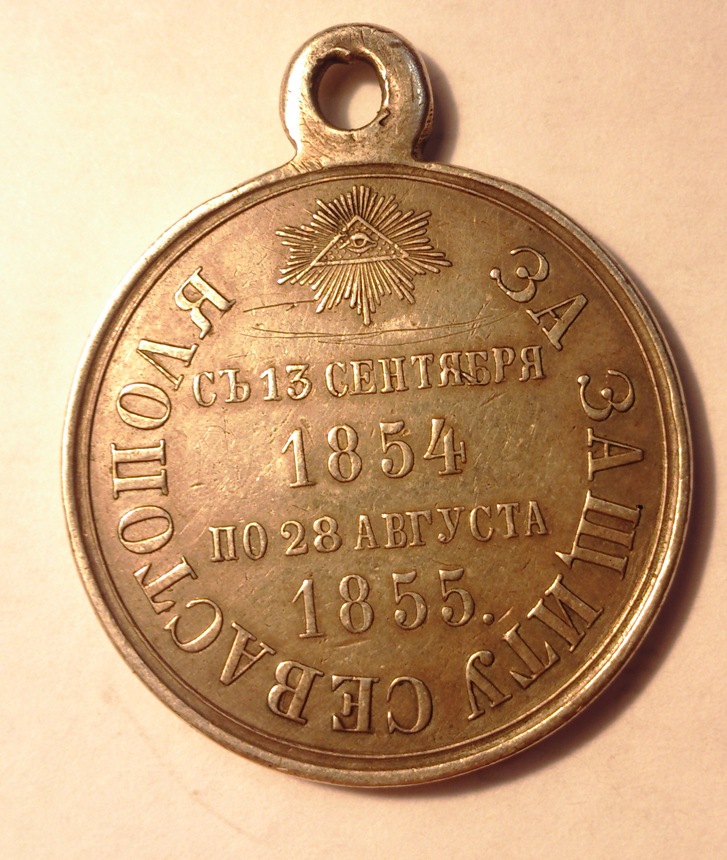 ЗА ЗАЩИТУ СЕВАСТОПОЛЯ
СЪ 13 СЕНТЯБРЯ
1854
ПО 28 АВГУСТА
1855.